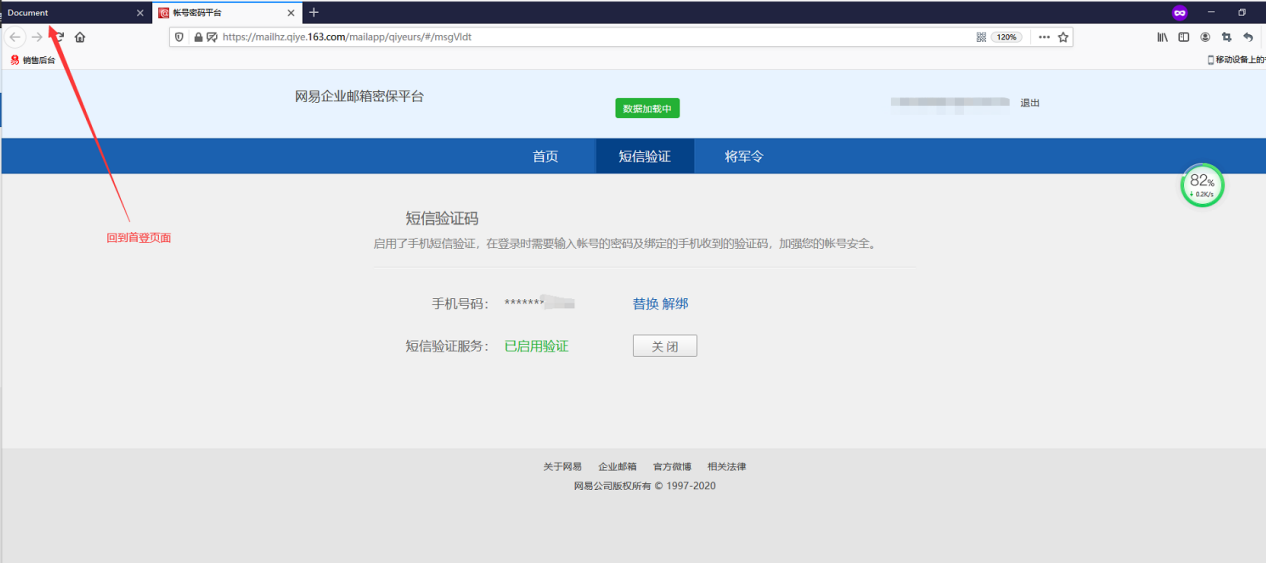 Document
帐号密码平台
https://mailhz.qiye.163.com/mailapp/qiyeurs/#/msgVldt
120%
销售后台
移动设备上的
网易企业邮箱密保平台
数据加载中
退出
首页
短信验证
将军令
82%
0.2K/s
短信验证码
回到首登页面
启用了手机短信验证，在登录时需要输入帐号的密码及绑定的手机收到的验证码，加强您的帐号安全。
手机号码：
*******
替换 解绑
短信验证服务：
已启用验证
关 闭
关于网易 企业邮箱 官方微博 相关法律
网易公司版权所有 © 1997-2020